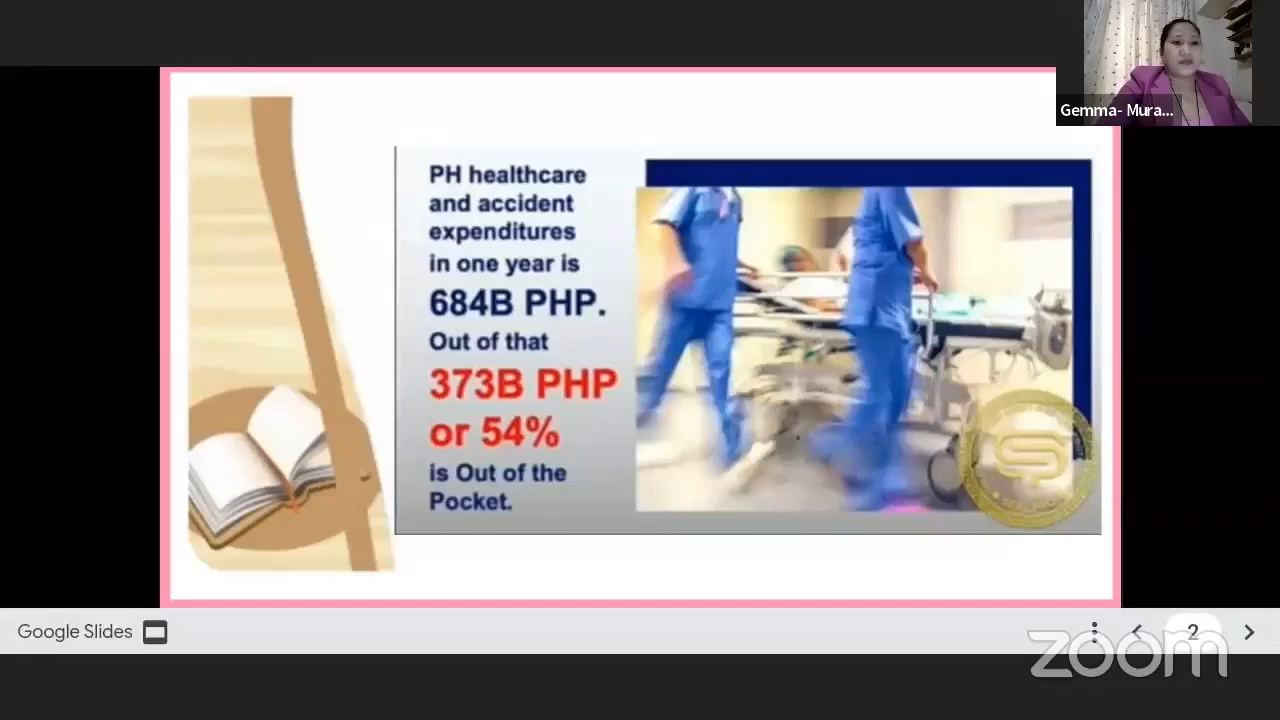 Gemma- Mura...
PH healthcare
and accident
expenditures
in one year is
684B PHP.
Out of that
373B PHP
or 54%
is Out of the
Pocket.
Google Slides
2
zoom